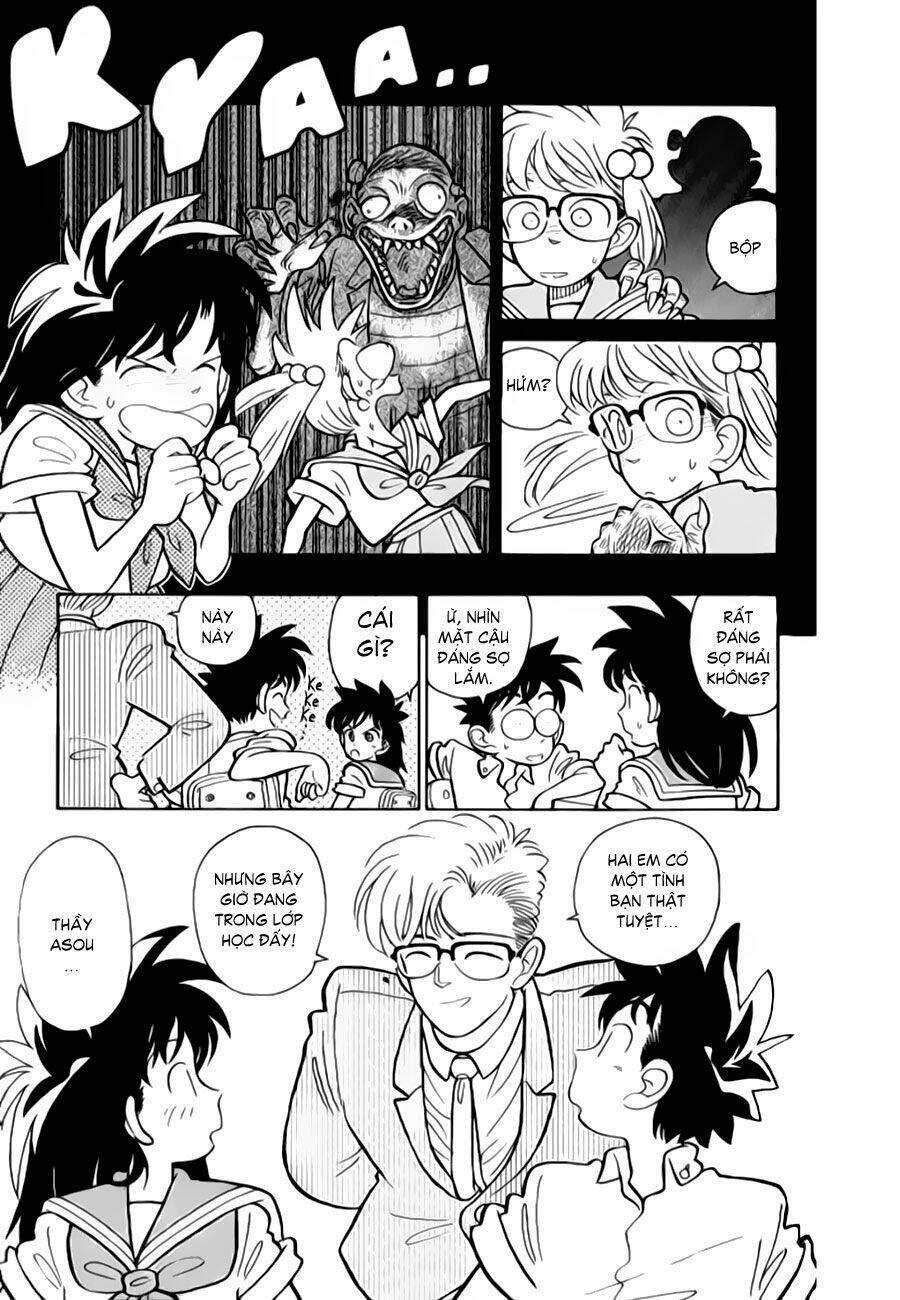 KYAA..
BỘP
HỬM?
RẤT
ĐÁNG
SỢ PHẢI
KHÔNG?
Ừ, NHÌN
MẶT CẬU
ĐÁNG SỢ
LẮM.
CÁI
GÌ?
NÀY
NÀY
Ke
Ke
Ke
HAI EM CÓ
MỘT TÌNH
BẠN THẬT
TUYỆT...
NHƯNG BÂY
GIỜ ĐANG
TRONG LỚP
HỌC ĐẤY!
THẦY
ASOU
...